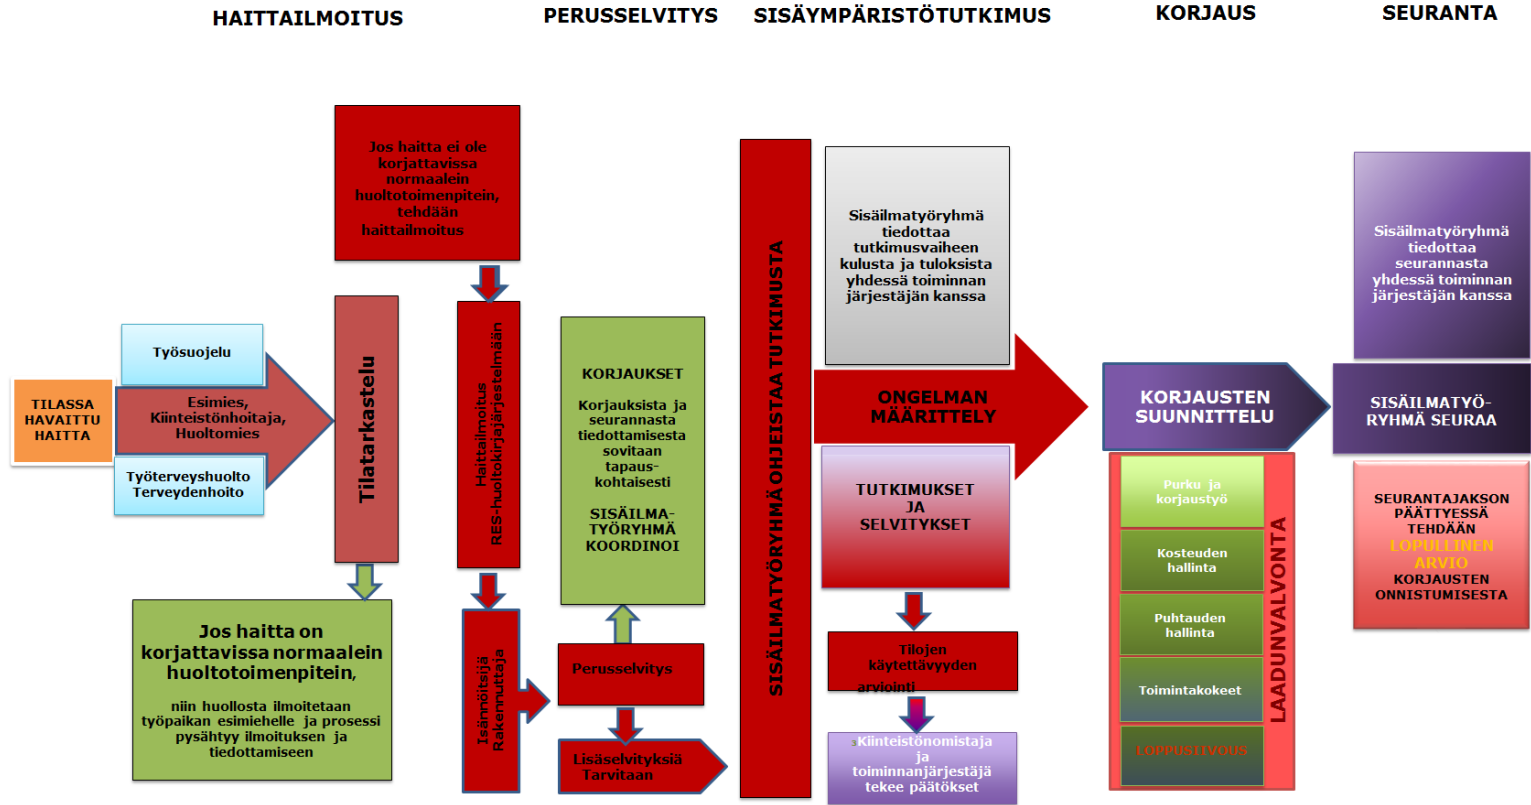 HAITTAILMOITUS
PERUSSELVITYS
SISÄYMPÄRISTÖTUTKIMUS
KORJAUS
SEURANTA
TILASSA
HAVAITTU
HAITTA
Työsuojelu
Esimies,
Kiinteistönhoitaja,
Huoltomies
Työterveyshuolto
Terveydenhoito
Tilatarkastelu
Jos haitta on
korjattavissa normaalein
huoltotoimenpitein,
niin huollosta ilmoitetaan
työpaikan esimiehelle ja prosessi
pysähtyy ilmoituksen ja
tiedottamiseen
Jos haitta ei ole
korjattavissa
normaalein
huoltotoimenpitein,
tehdään
haittailmoitus
Haittailmoitus
RES-huoltokirjajärjestelmään
Isännöitsijä
Rakennuttaja
KORJAUKSET
Korjauksista ja
seurannasta
tiedottamisesta
sovitaan
tapaus-
kohtaisesti
SISÄILMA-
TYÖRYHMÄ
KOORDINOI
Perusselvitys
Lisäselvityksiä
Tarvitaan
SISÄILMATYÖRYHMÄ OHJEISTAA TUTKIMUSTA
Sisäilmatyöryhmä
tiedottaa
tutkimusvaiheen
kulusta ja tuloksista
yhdessä toiminnan
järjestäjän kanssa
ONGELMAN
MÄÄRITTELY
TUTKIMUKSET
JA
SELVITYKSET
Tilojen
käytettävyyden
arviointi
Kiinteistönomistaja
ja
toiminnanjärjestäjä
tekee päätökset
KORJAUSTEN
SUUNNITTELU
Purku ja
korjaustyö
Kosteuden
hallinta
Puhtauden
hallinta
Toimintakokeet
LOPPUSIIVOUS
LAADUNVALVONTA
Sisäilmatyöryhmä
tiedottaa
seurannasta
yhdessä toiminnan
järjestäjän kanssa
SISÄILMATYÖ-
RYHMÄ SEURAA
SEURANTAJAKSON
PÄÄTTYESSÄ
TEHDÄÄN
LOPULLINEN
ARVIO
KORJAUSTEN
ONNISTUMISESTA